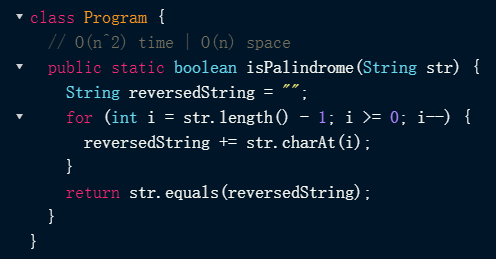 class Program {
// O(n^2) time | O(n) space
public static boolean isPalindrome(String str) {
String reversedString = "";
for (int i = str.length() - 1; i >= 0; i--) {
reversedString += str.charAt(i);
}
return str.equals(reversedString);
}
}